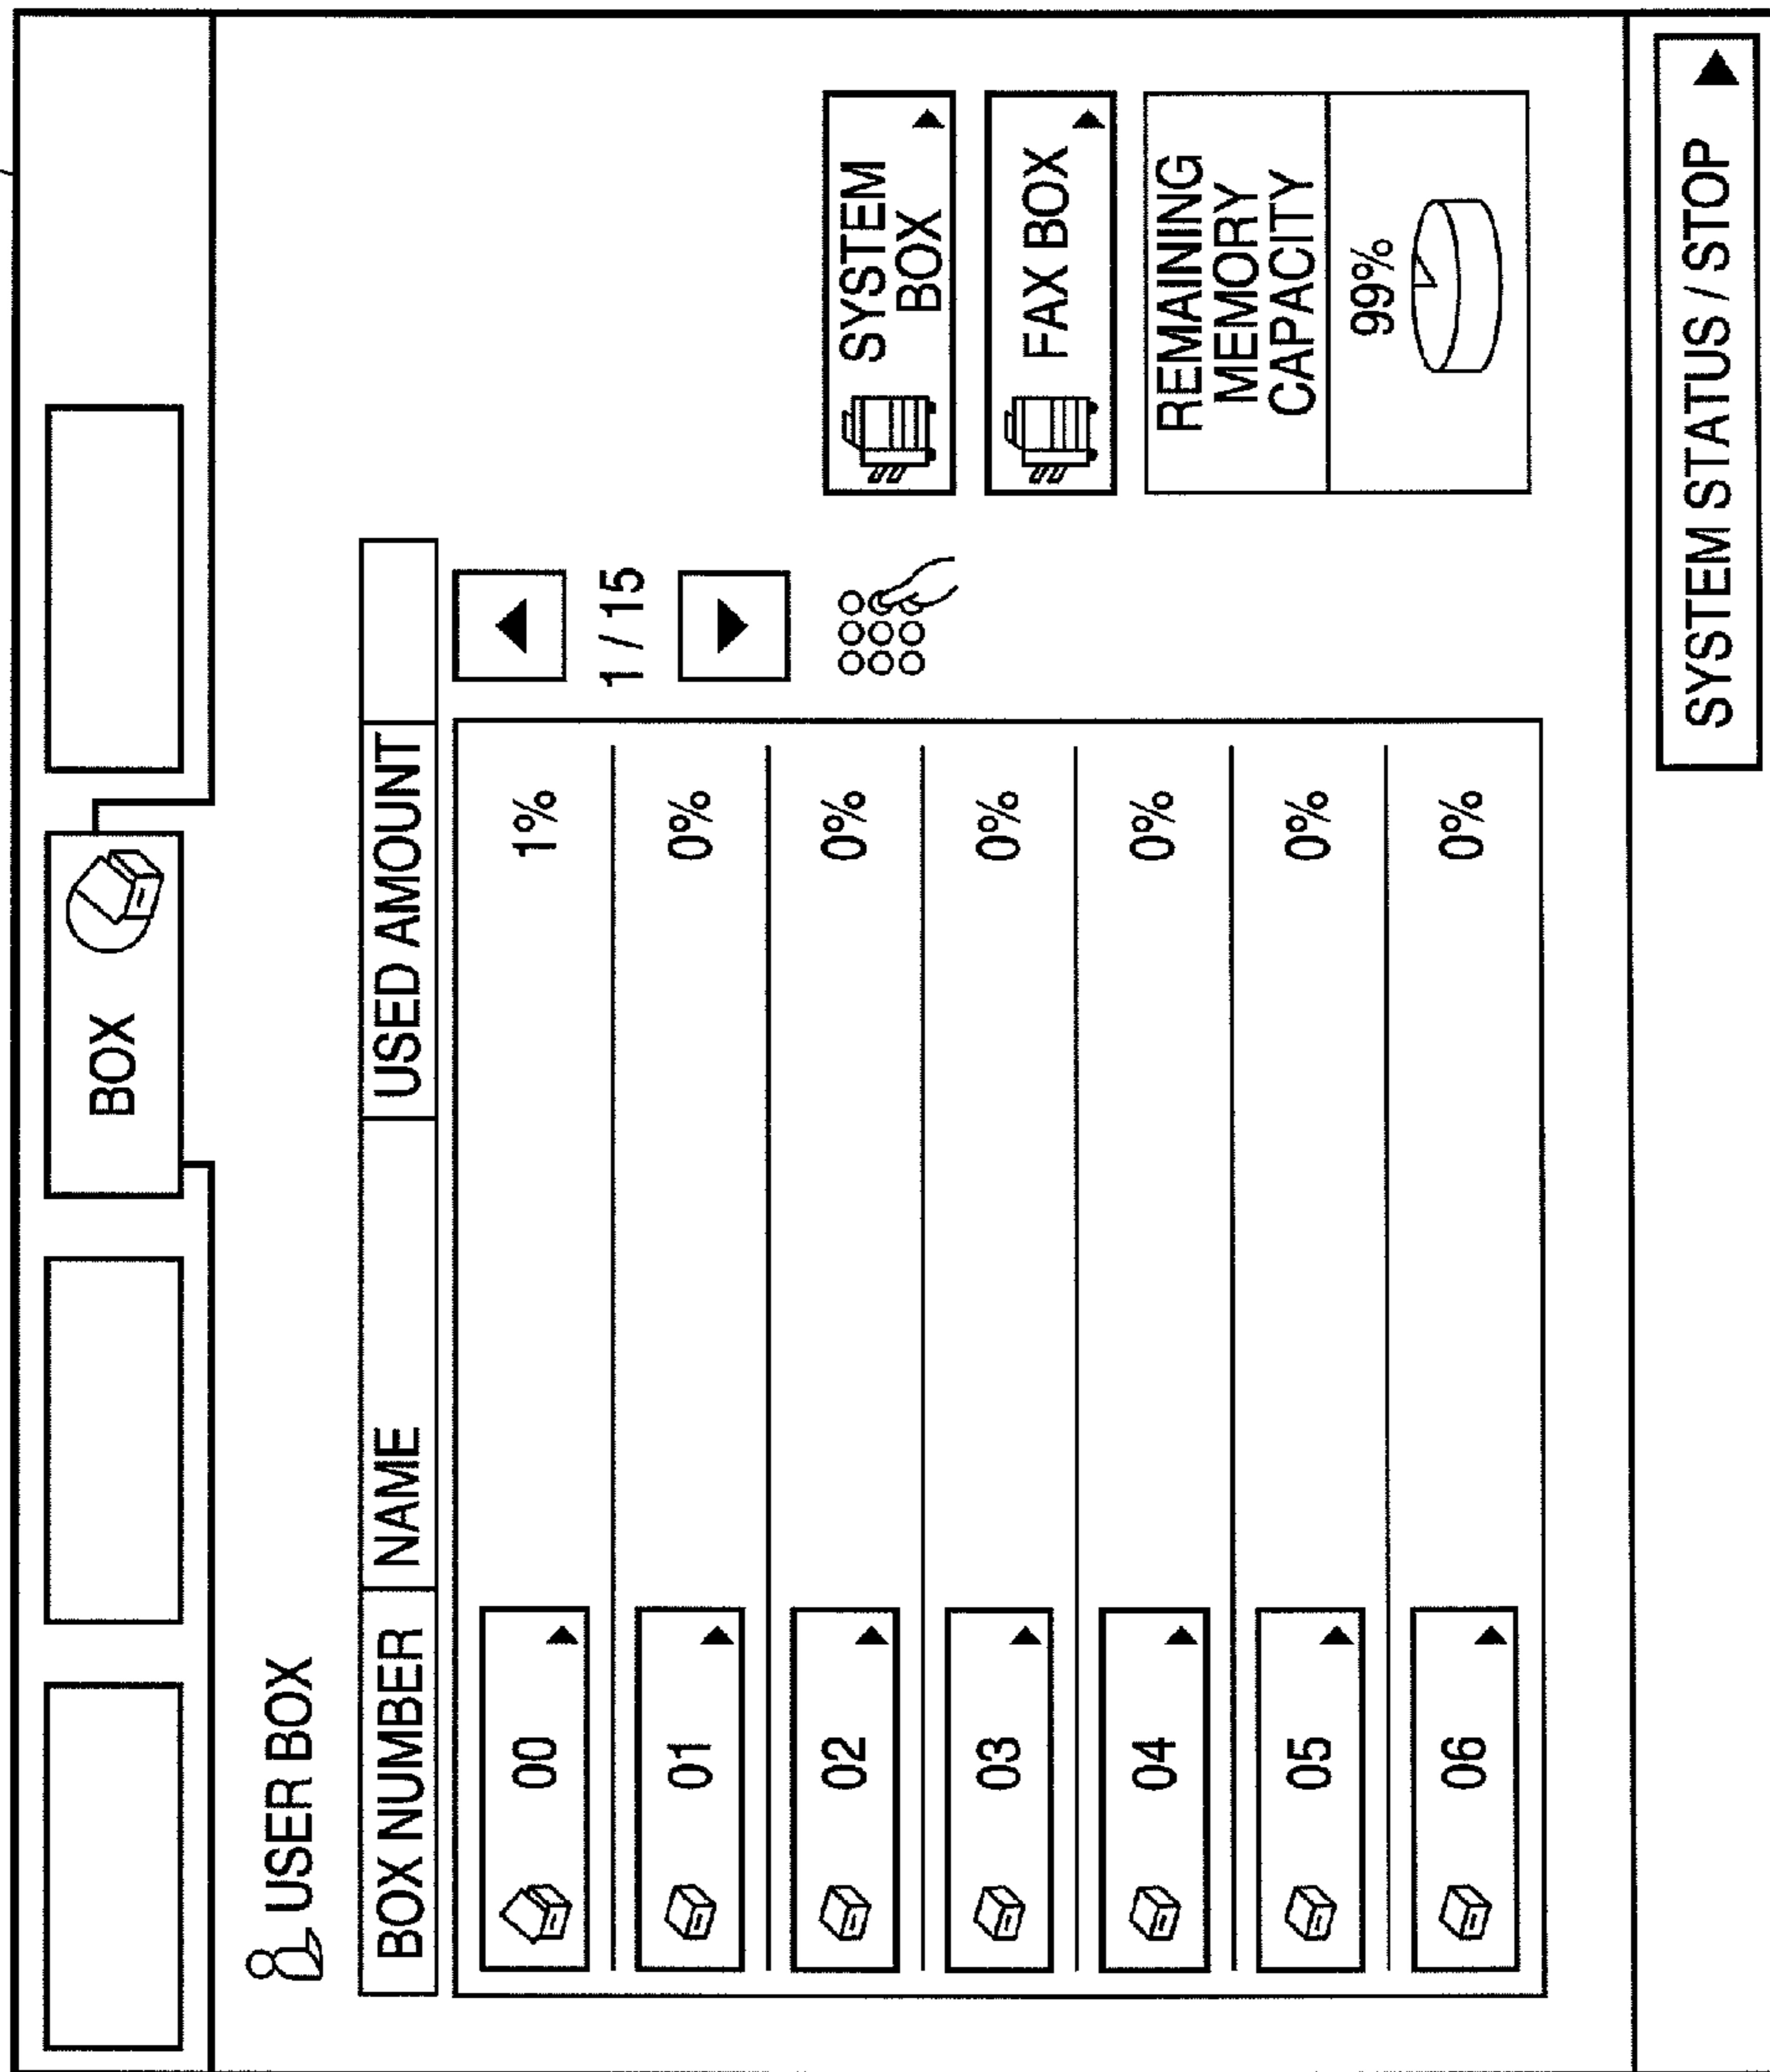 BOX
USER BOX
BOX NUMBER NAME USED AMOUNT
00 1%
01 0%
02 0%
03 0%
04 0%
05 0%
06 0%
1 / 15
SYSTEM
BOX
FAX BOX
REMAINING
MEMORY
CAPACITY
99%
SYSTEM STATUS / STOP